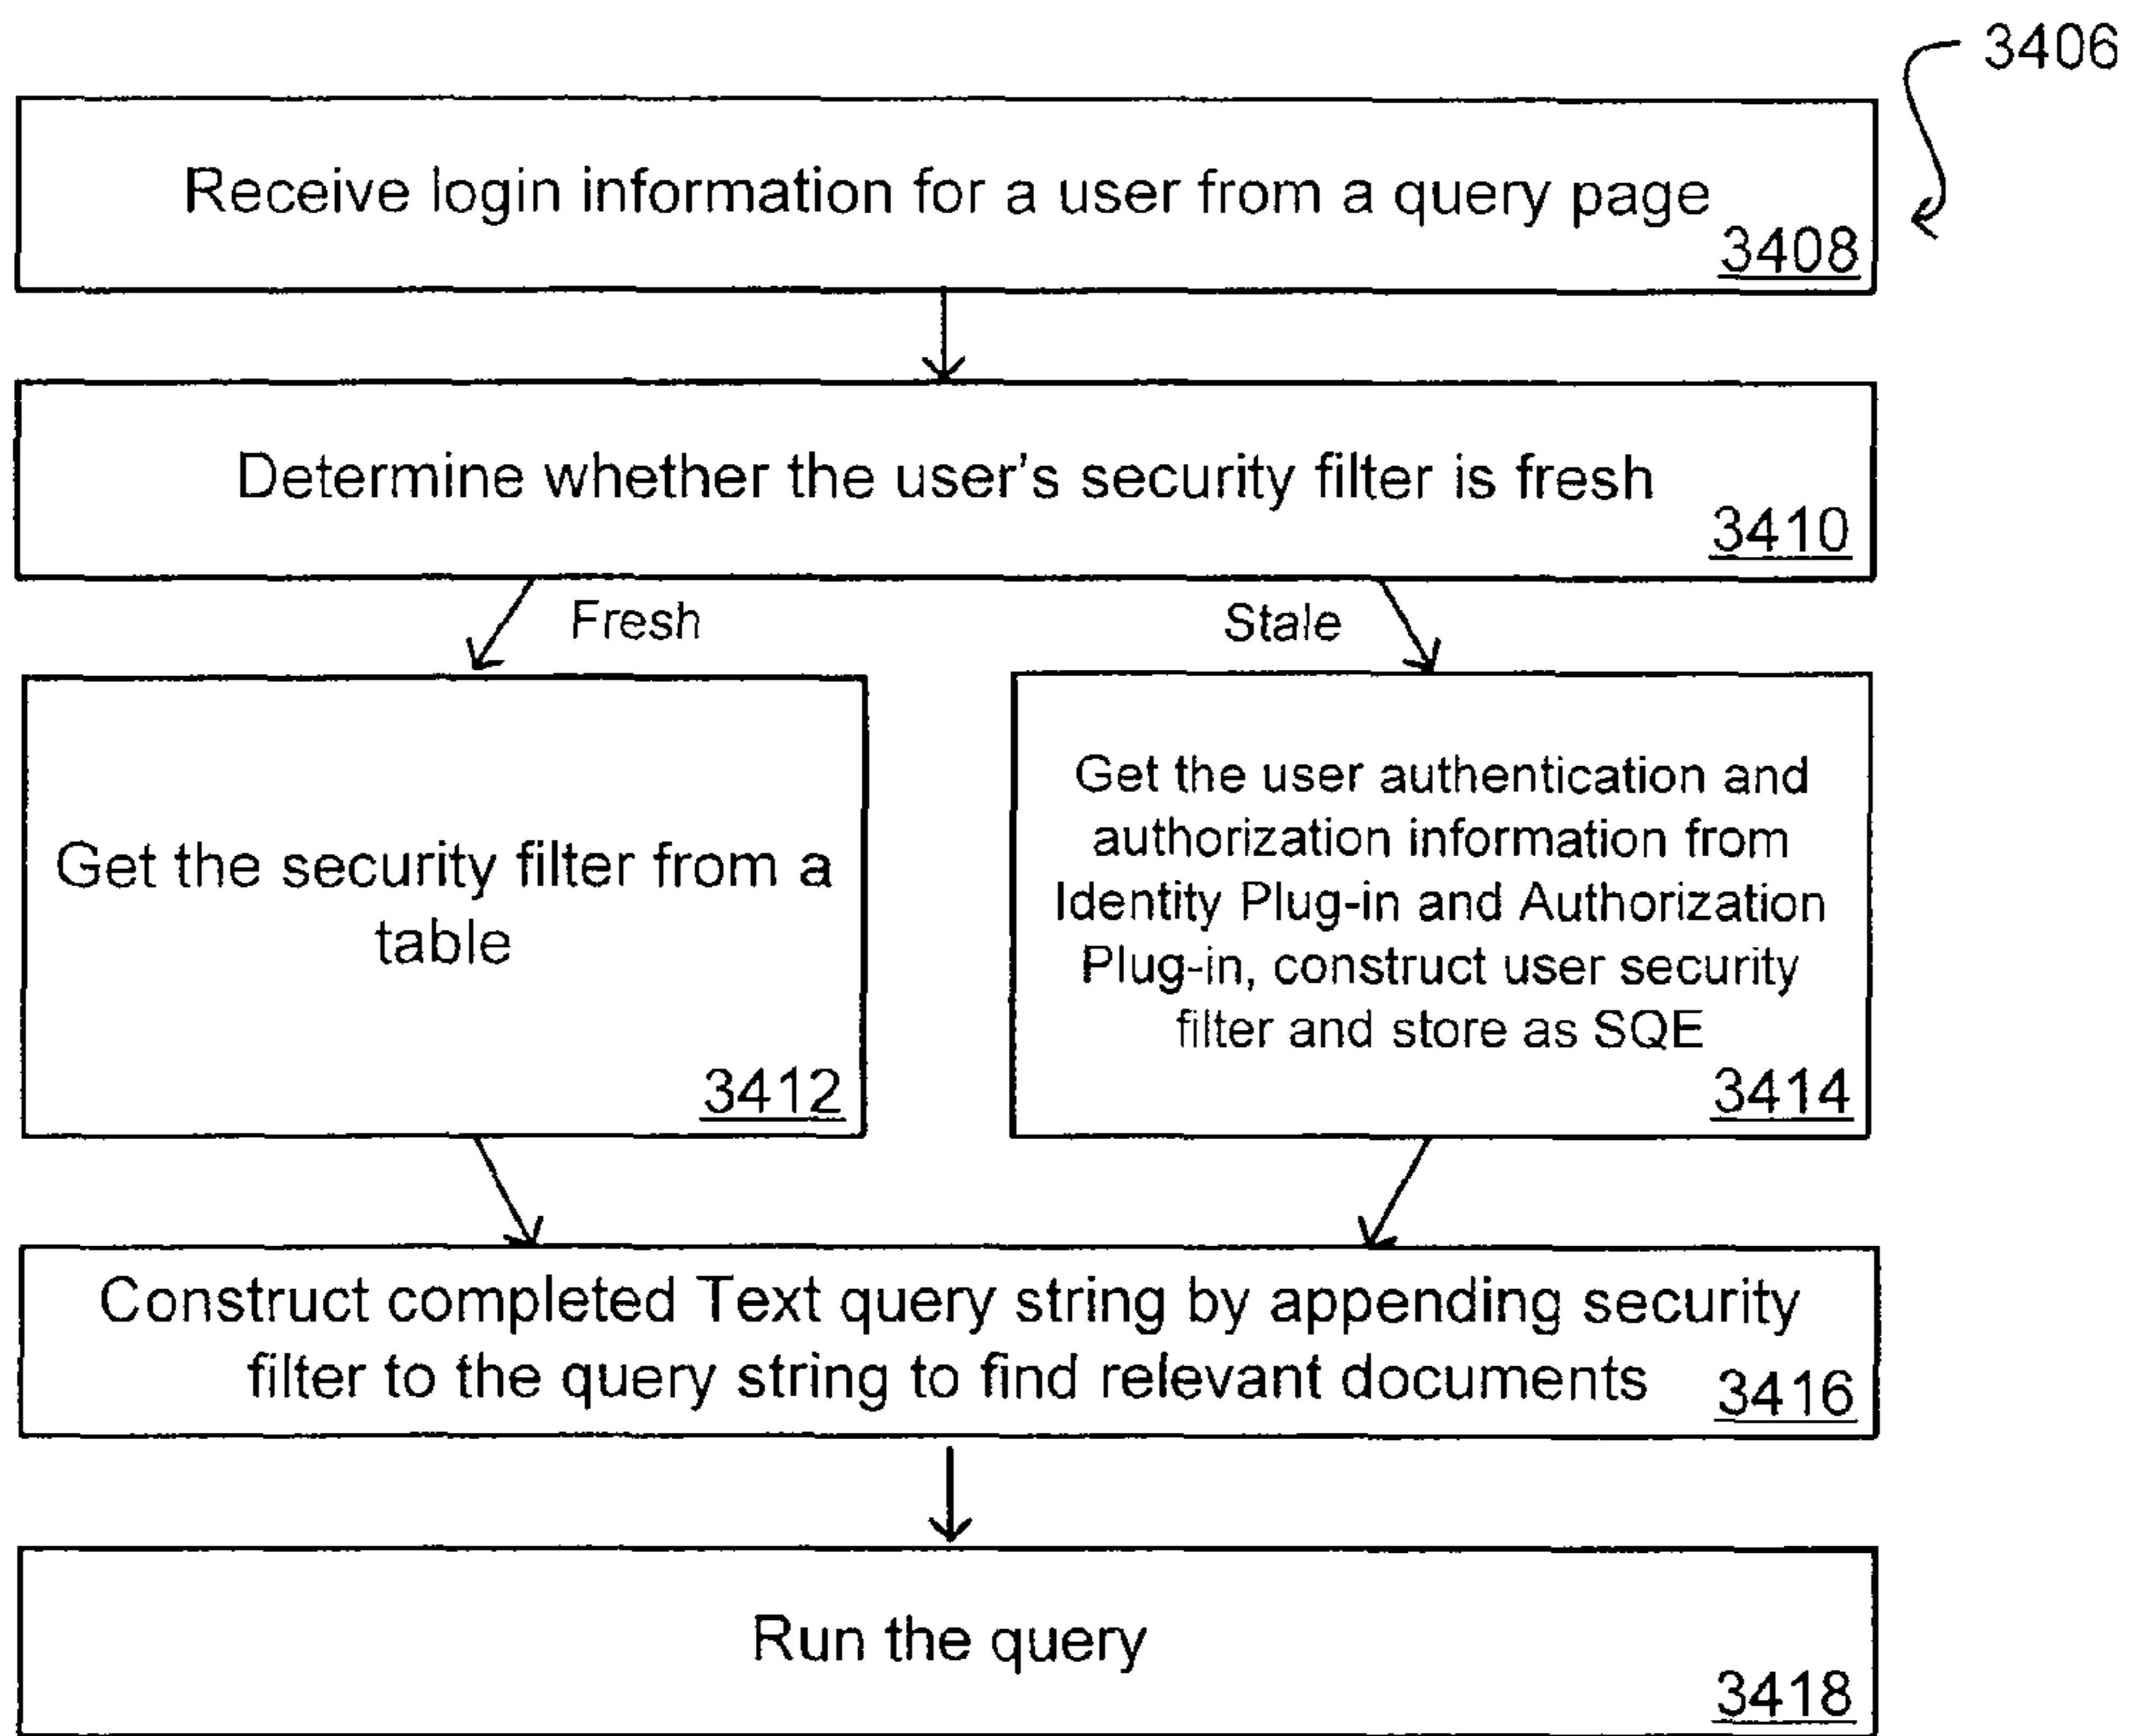 3406
Receive login information for a user from a query page
3408
Determine whether the user's security filter is fresh
3410
Fresh
Stale
Get the security filter from a
table
3412
Get the user authentication and
authorization information from
Identity Plug-in and Authorization
Plug-in, construct user security
filter and store as SQE
3414
Construct completed Text query string by appending security
filter to the query string to find relevant documents
3416
Run the query
3418